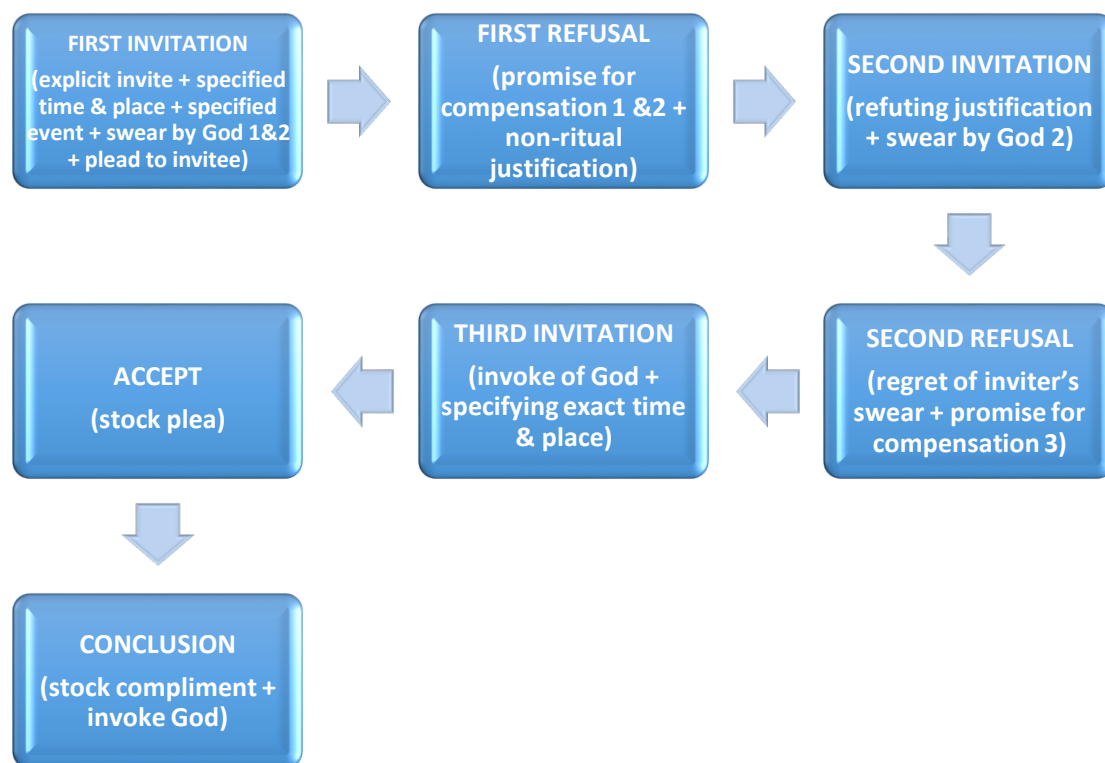 FIRST INVITATION
(explicit invite + specified
time & place + specified
event + swear by God 1&2
+ plead to invitee)
FIRST REFUSAL
(promise for
compensation 1 &2 +
non-ritual
justification)
SECOND INVITATION
(refuting justification
+ swear by God 2)
SECOND REFUSAL
(regret of inviter’s
swear + promise for
compensation 3)
THIRD INVITATION
(invoke of God +
specifying exact time
& place)
ACCEPT
(stock plea)
CONCLUSION
(stock compliment +
invoke God)